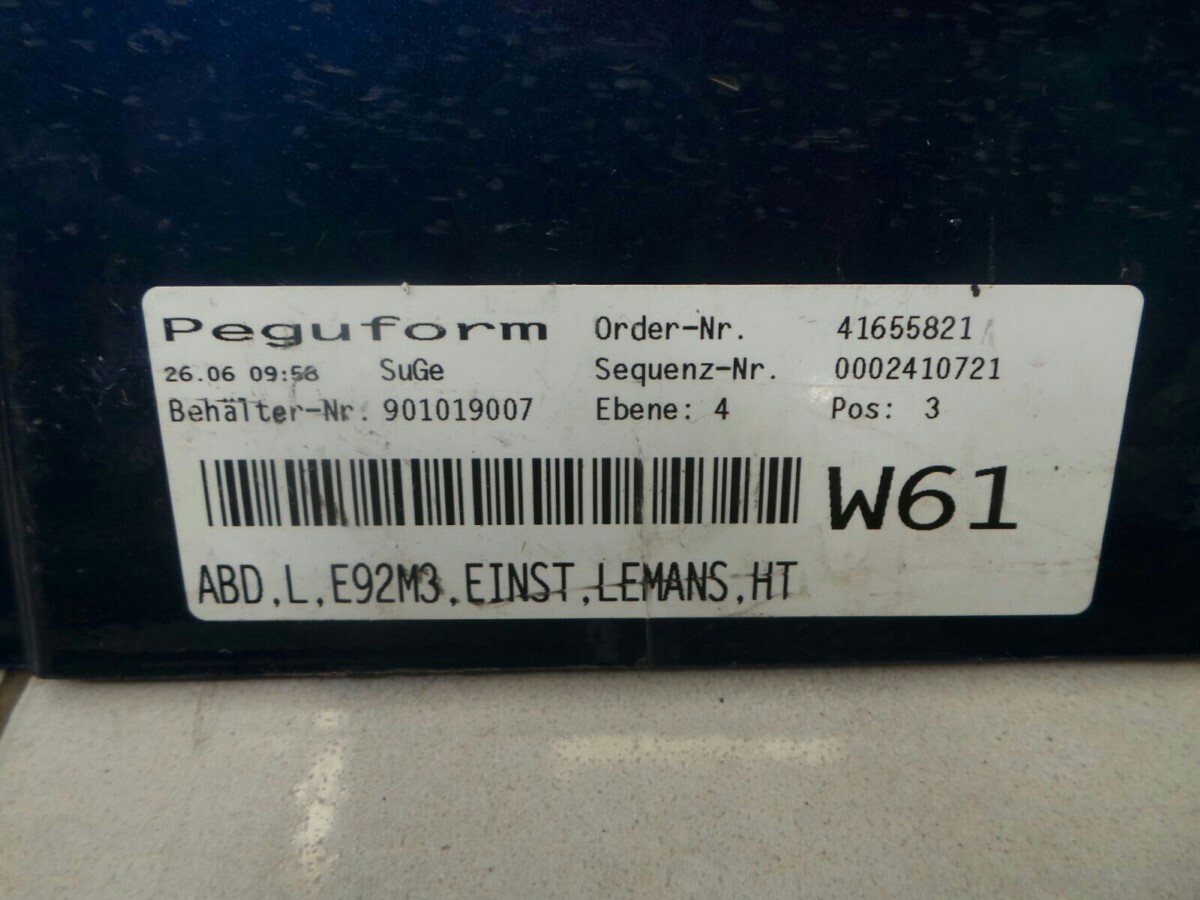 Peguform Order-Nr. 41655821
26.06 09:58 SuGe Sequenz-Nr. 0002410721
Behälter-Nr. 901019007 Ebene: 4 Pos: 3
W61
ABD,L,E92M3,EINST,LEMANS,HT